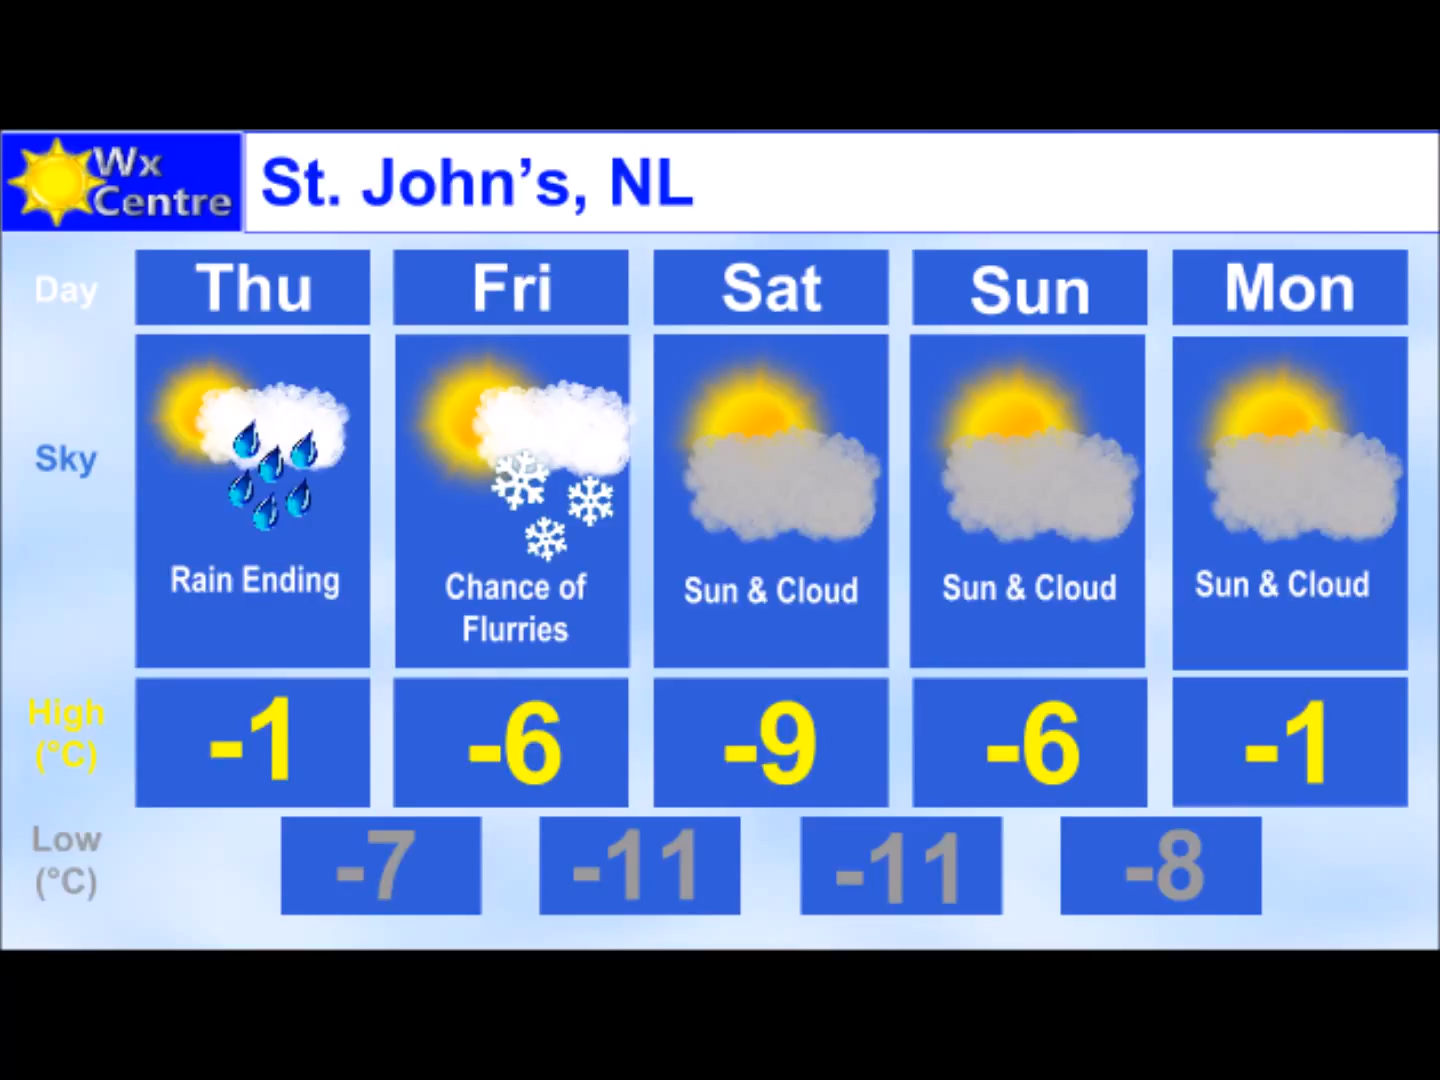 Wx
Centre
St. John's, NL
Day
Thu
Fri
Sat
Sun
Mon
Sky
Rain Ending
Chance of
Flurries
Sun & Cloud
Sun & Cloud
Sun & Cloud
High
(°C)
-1
-6
-9
-6
-1
Low
(°C)
-7
-11
-11
-8